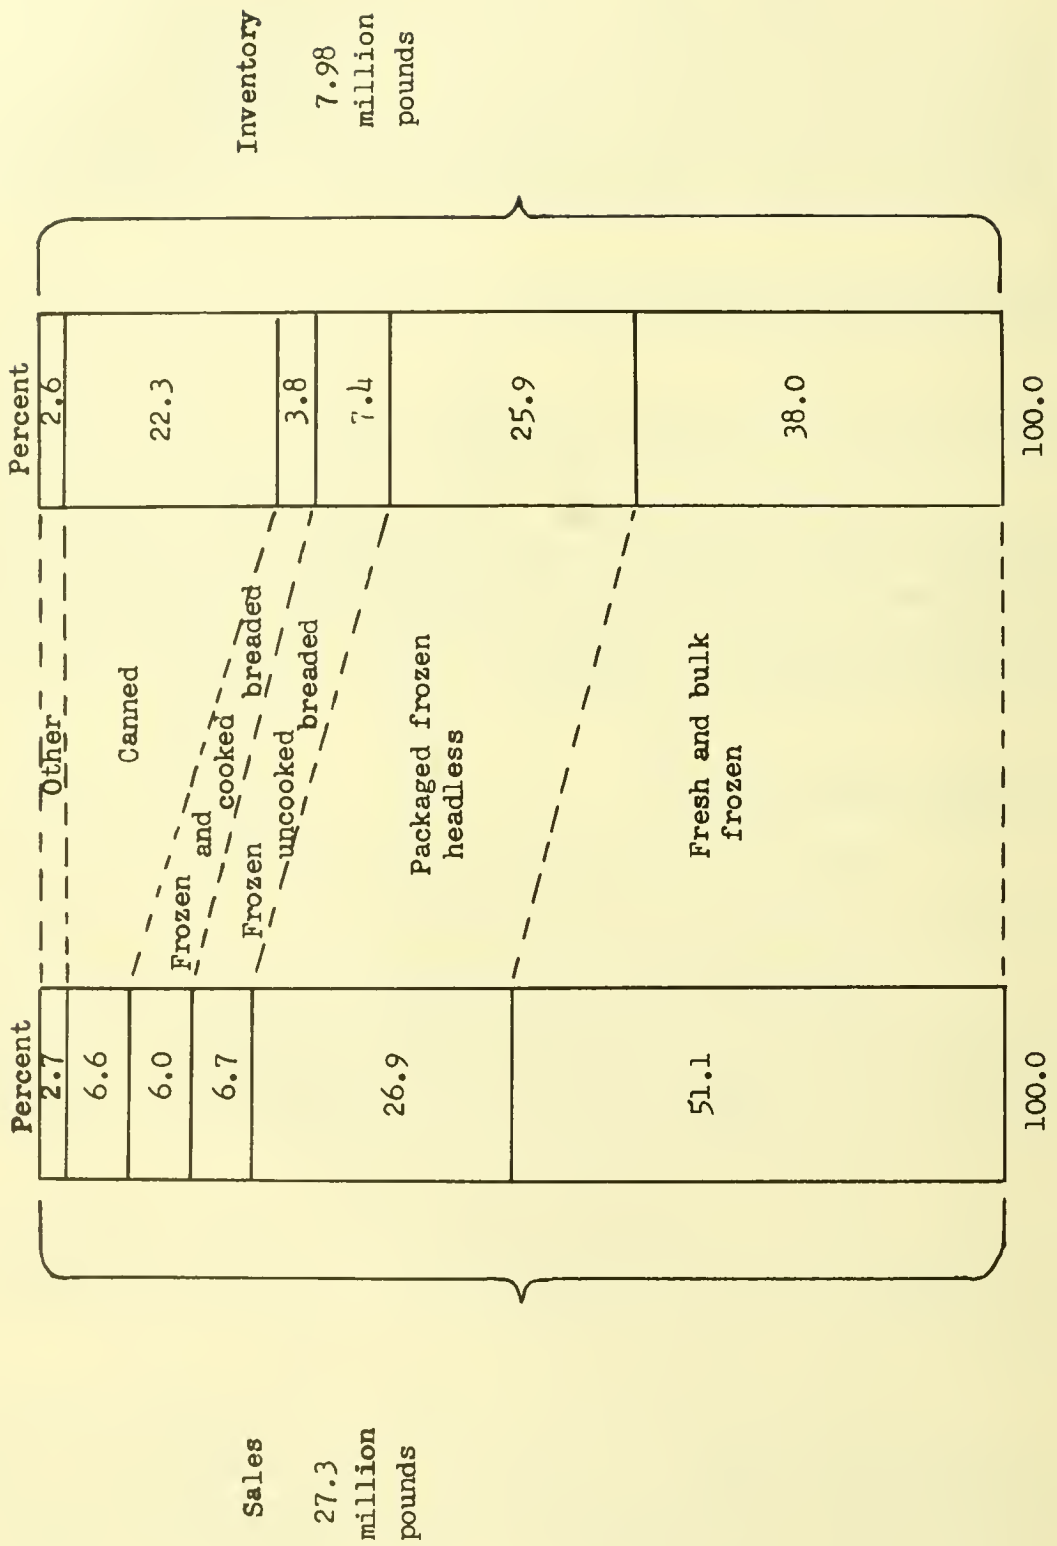 Sales
27.3
million
pounds
Percent
2.7
6.6
6.0
6.7
26.9
51.1
100.0
Other
Canned
Frozen
and
cooked
breaded
Frozen
uncooked
breaded
Packaged frozen
headless
Fresh and bulk
frozen
Percent
2.6
22.3
3.8
7.4
25.9
38.0
100.0
Inventory
7.98
million
pounds